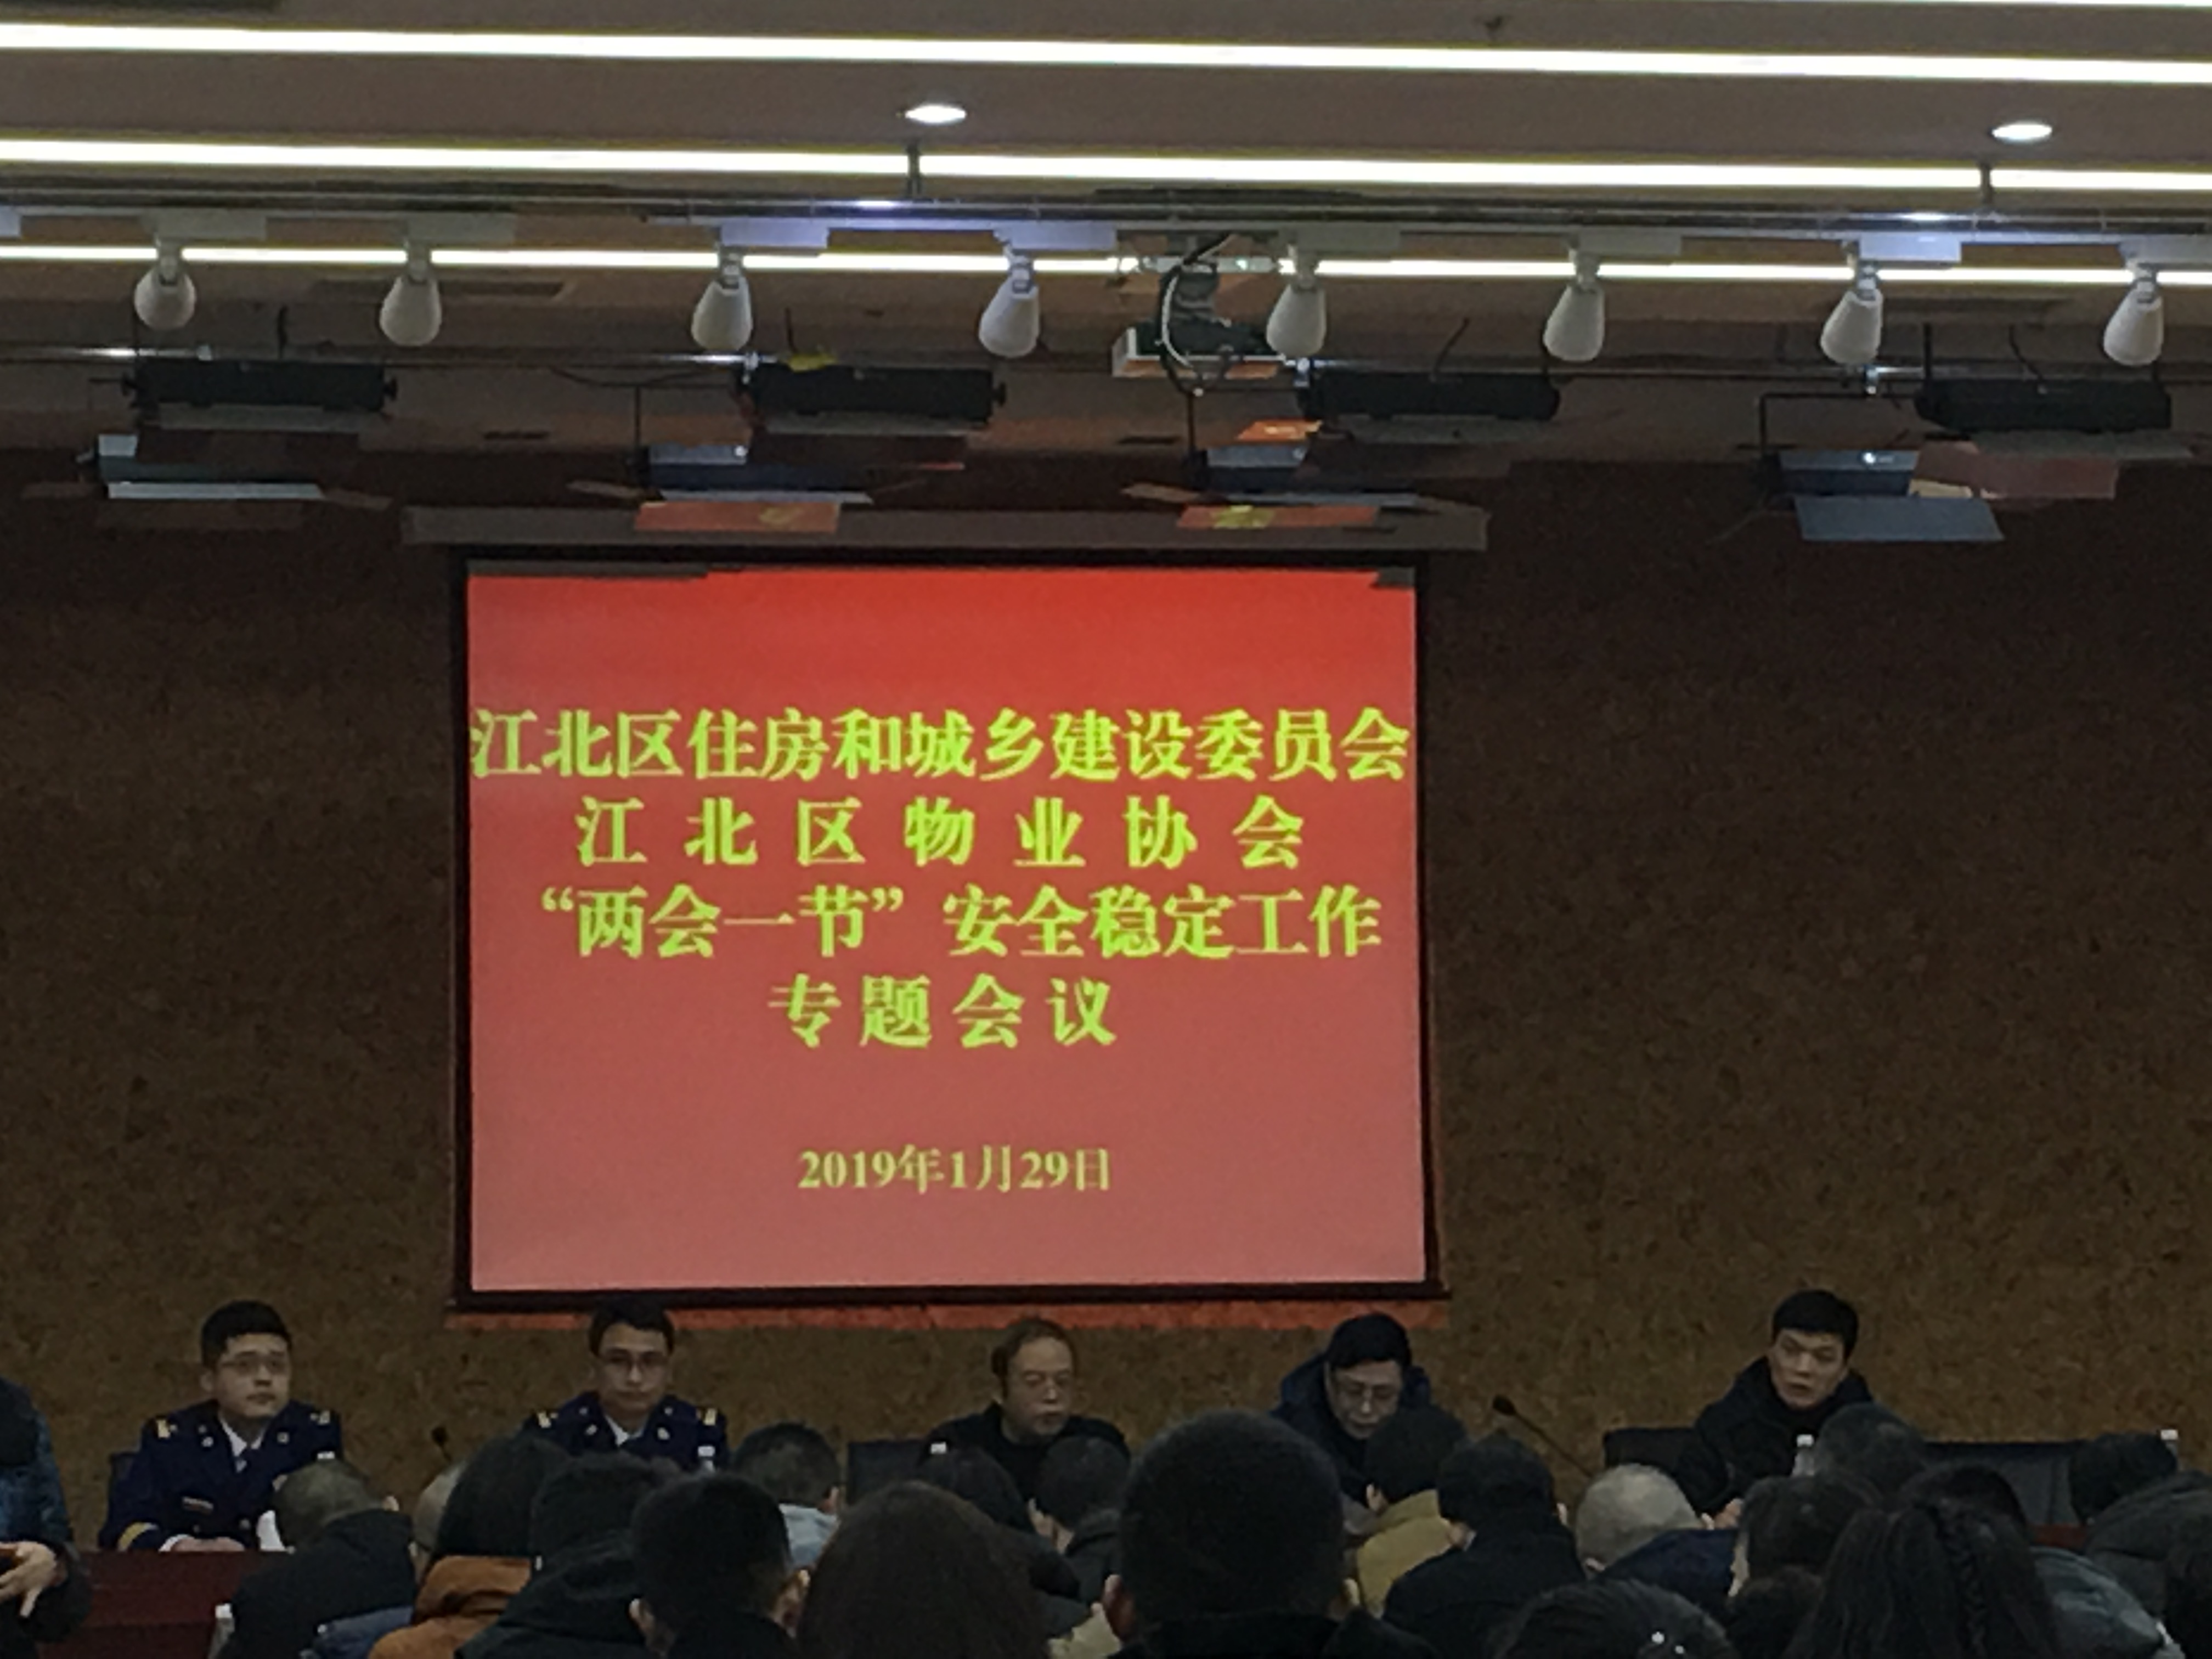 江北区住房和城乡建设委员会
江北区物业协会
“两会一节”安全稳定工作
专题会议
2019年1月29日